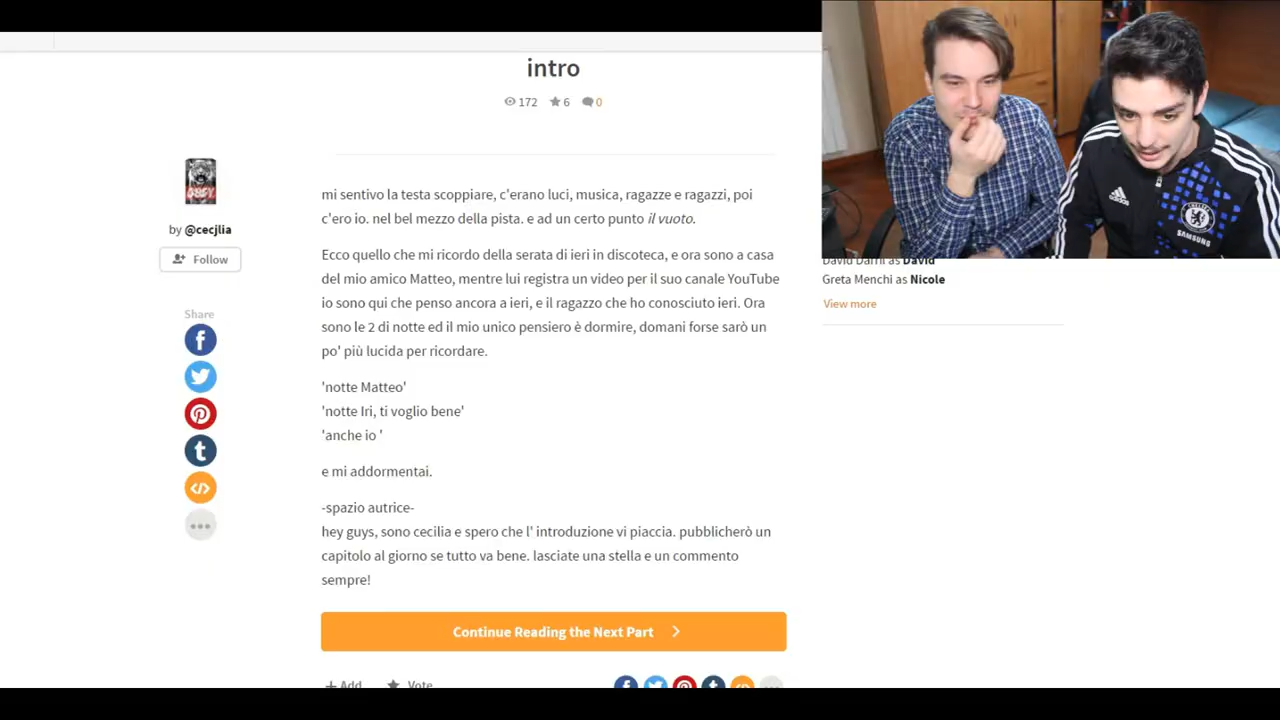 intro
172 6 0
mi sentivo la testa scoppiare, c'erano luci, musica, ragazze e ragazzi, poi
c'ero io. nel bel mezzo della pista. e ad un certo punto il vuoto.
Ecco quello che mi ricordo della serata di ieri in discoteca, e ora sono a casa
del mio amico Matteo, mentre lui registra un video per il suo canale YouTube
io sono qui che penso ancora a ieri, e il ragazzo che ho conosciuto ieri. Ora
sono le 2 di notte ed il mio unico pensiero è dormire, domani forse sarò un
po' più lucida per ricordare.
'notte Matteo'
'notte Iri, ti voglio bene'
'anche io '
e mi addormentai.
-spazio autrice-
hey guys, sono cecilia e spero che l' introduzione vi piaccia. pubblicherò un
capitolo al giorno se tutto va bene. lasciate una stella e un commento
sempre!
Continue Reading the Next Part
Add Vote
OBEY
by @cecjlia
Follow
Share
David Dami as David
Greta Menchi as Nicole
View more
adidas
CHELSEA
SAMSUNG